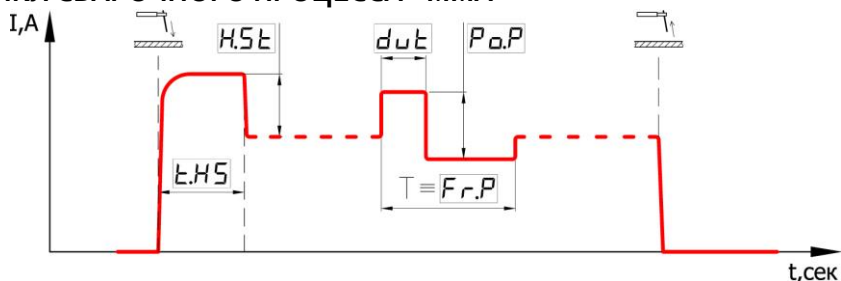 I,A
H.St
dut
Po.P
t.HS
T ≡ Fr.P
t,сек